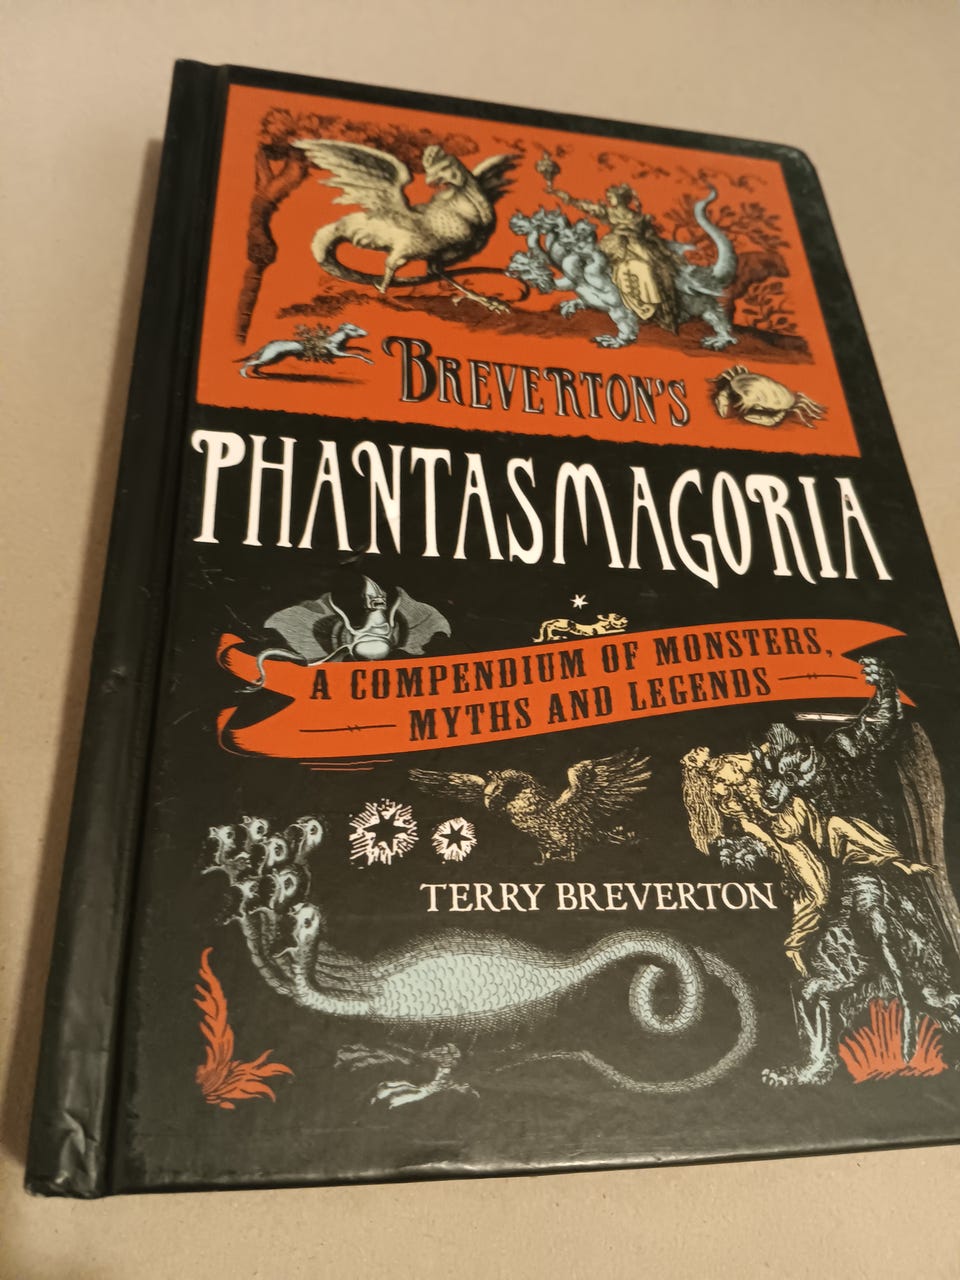 BREVERTON'S
PHANTASMAGORIA
A COMPENDIUM OF MONSTERS,
MYTHS AND LEGENDS
TERRY BREVERTON